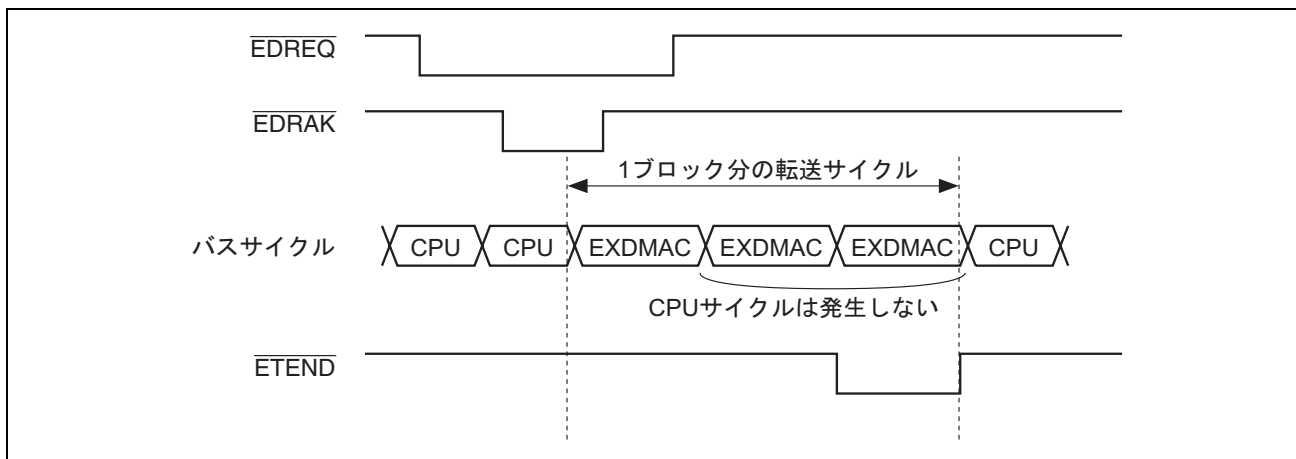 EDREQ
EDRAK
1ブロック分の転送サイクル
バスサイクル CPU CPU EXDMAC EXDMAC EXDMAC CPU
CPUサイクルは発生しない
ETEND